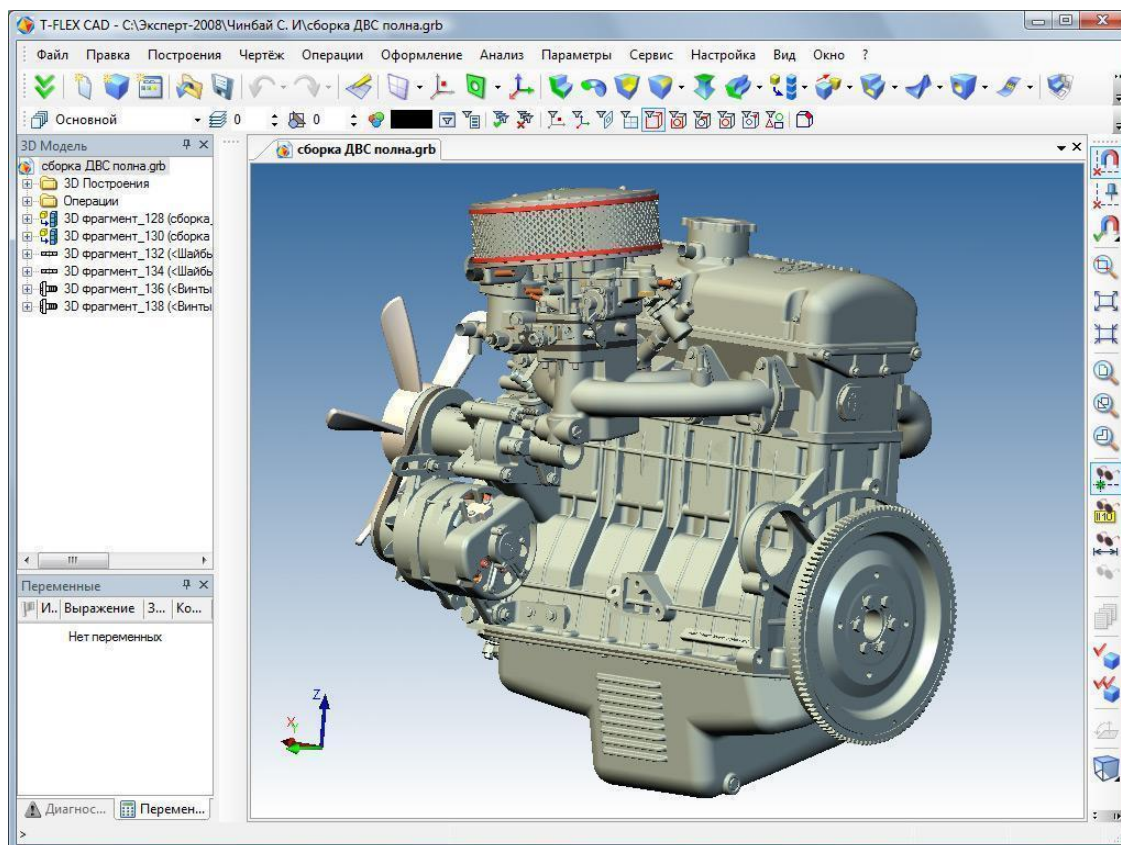 T-FLEX CAD - C:\Эксперт-2008\Чинбай С. И\сборка ДВС полна.grb
Файл Правка Построения Чертёж Операции Оформление Анализ Параметры Сервис Настройка Вид Окно ?
Основной 0 0
3D Модель
сборка ДВС полна.grb
сборка ДВС полна.grb
3D Построения
Операции
3D фрагмент_128 (сборка_
3D фрагмент_130 (сборка
3D фрагмент_132 (<Шайбы
3D фрагмент_134 (<Шайбы
3D фрагмент_136 (<Винты
3D фрагмент_138 (<Винты
Переменные
И.. Выражение З... Ко...
Нет переменных
Z
X
Y
Диагнос... Перемен...
>